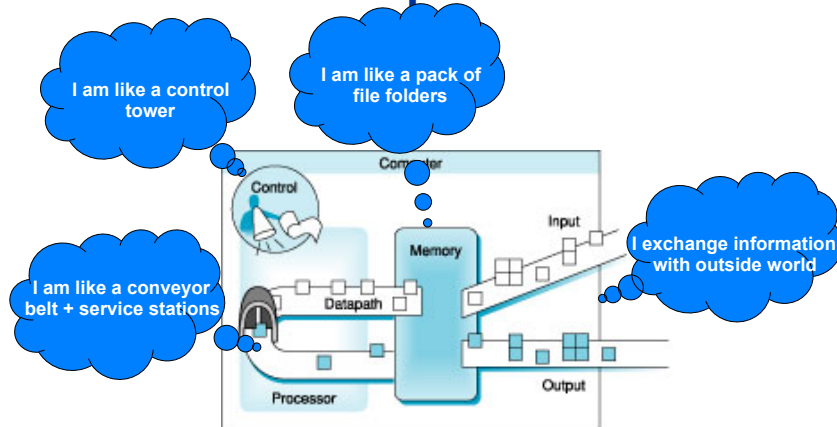 I am like a pack of
file folders
I am like a control
tower
Computer
Control
Input
Memory
I exchange information
with outside world
I am like a conveyor
belt + service stations
Datapath
Output
Processor